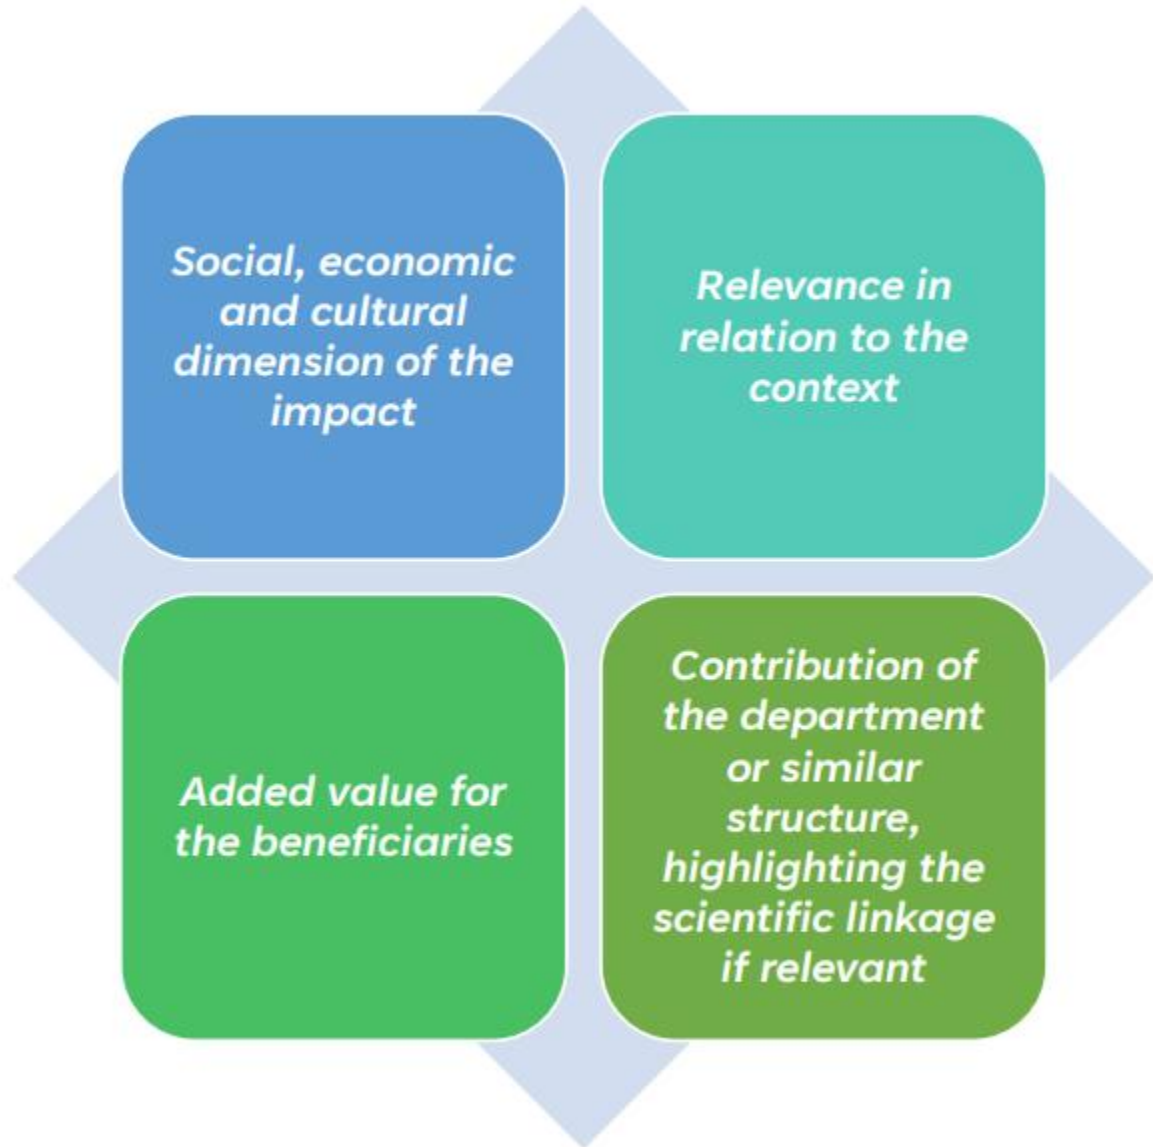 Social, economic
and cultural
dimension of the
impact
Relevance in
relation to the
context
Added value for
the beneficiaries
Contribution of
the department
or similar
structure,
highlighting the
scientific linkage
if relevant